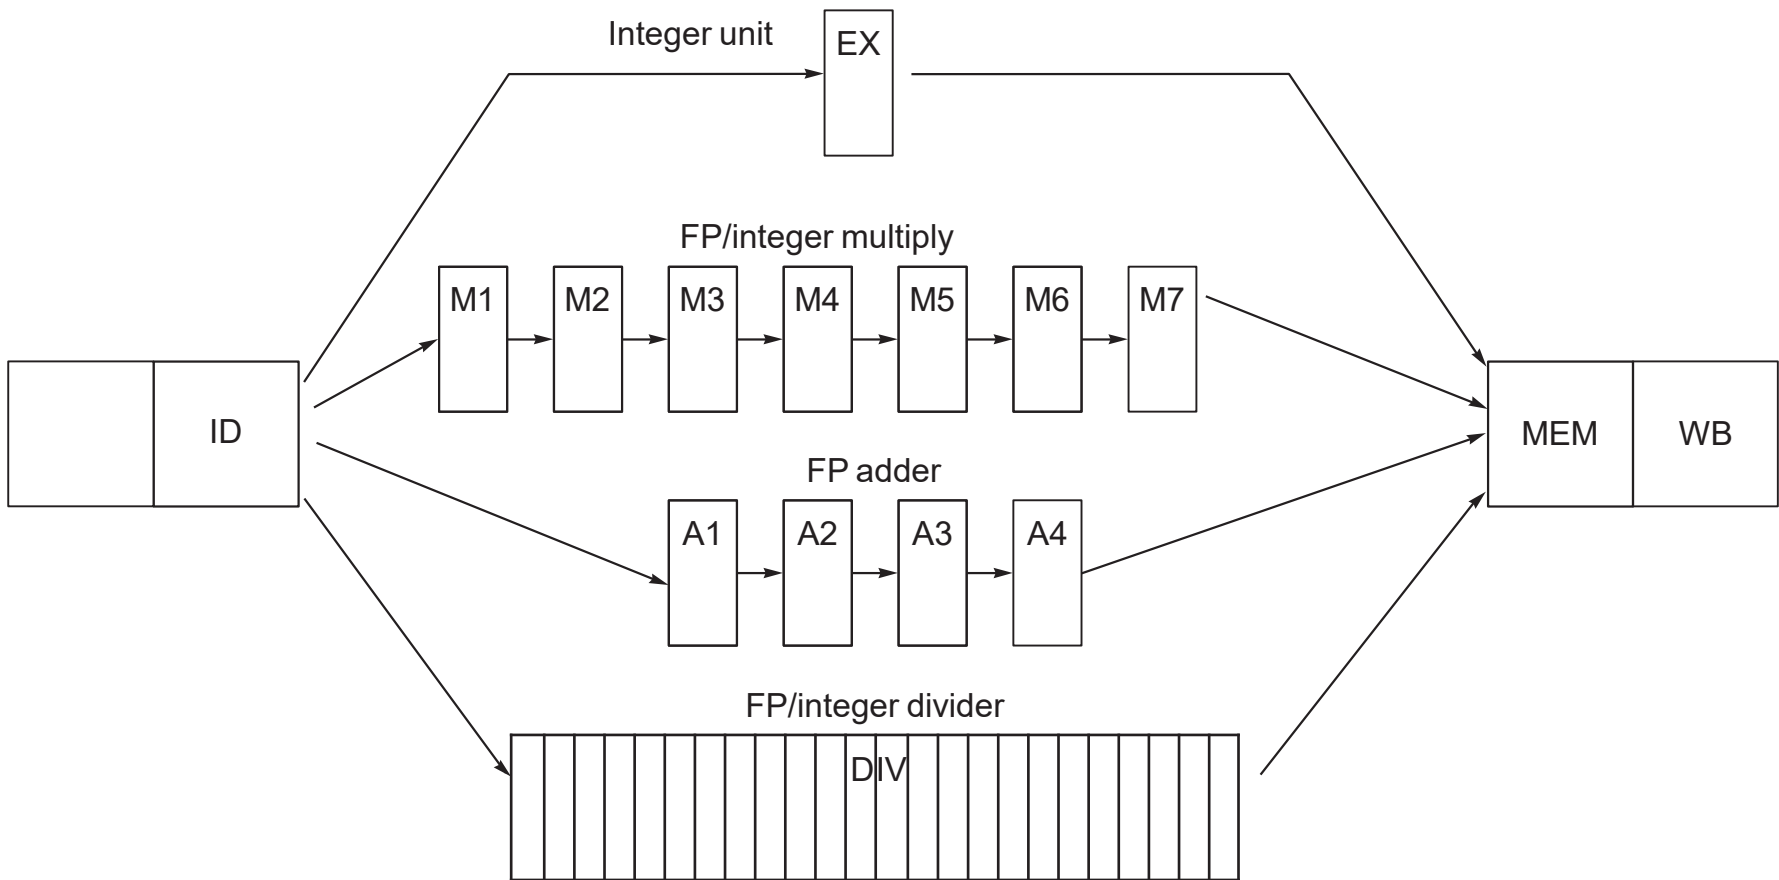 Integer unit
EX
FP/integer multiply
M1 M2 M3 M4 M5 M6 M7
ID
MEM WB
FP adder
A1 A2 A3 A4
FP/integer divider
DIV